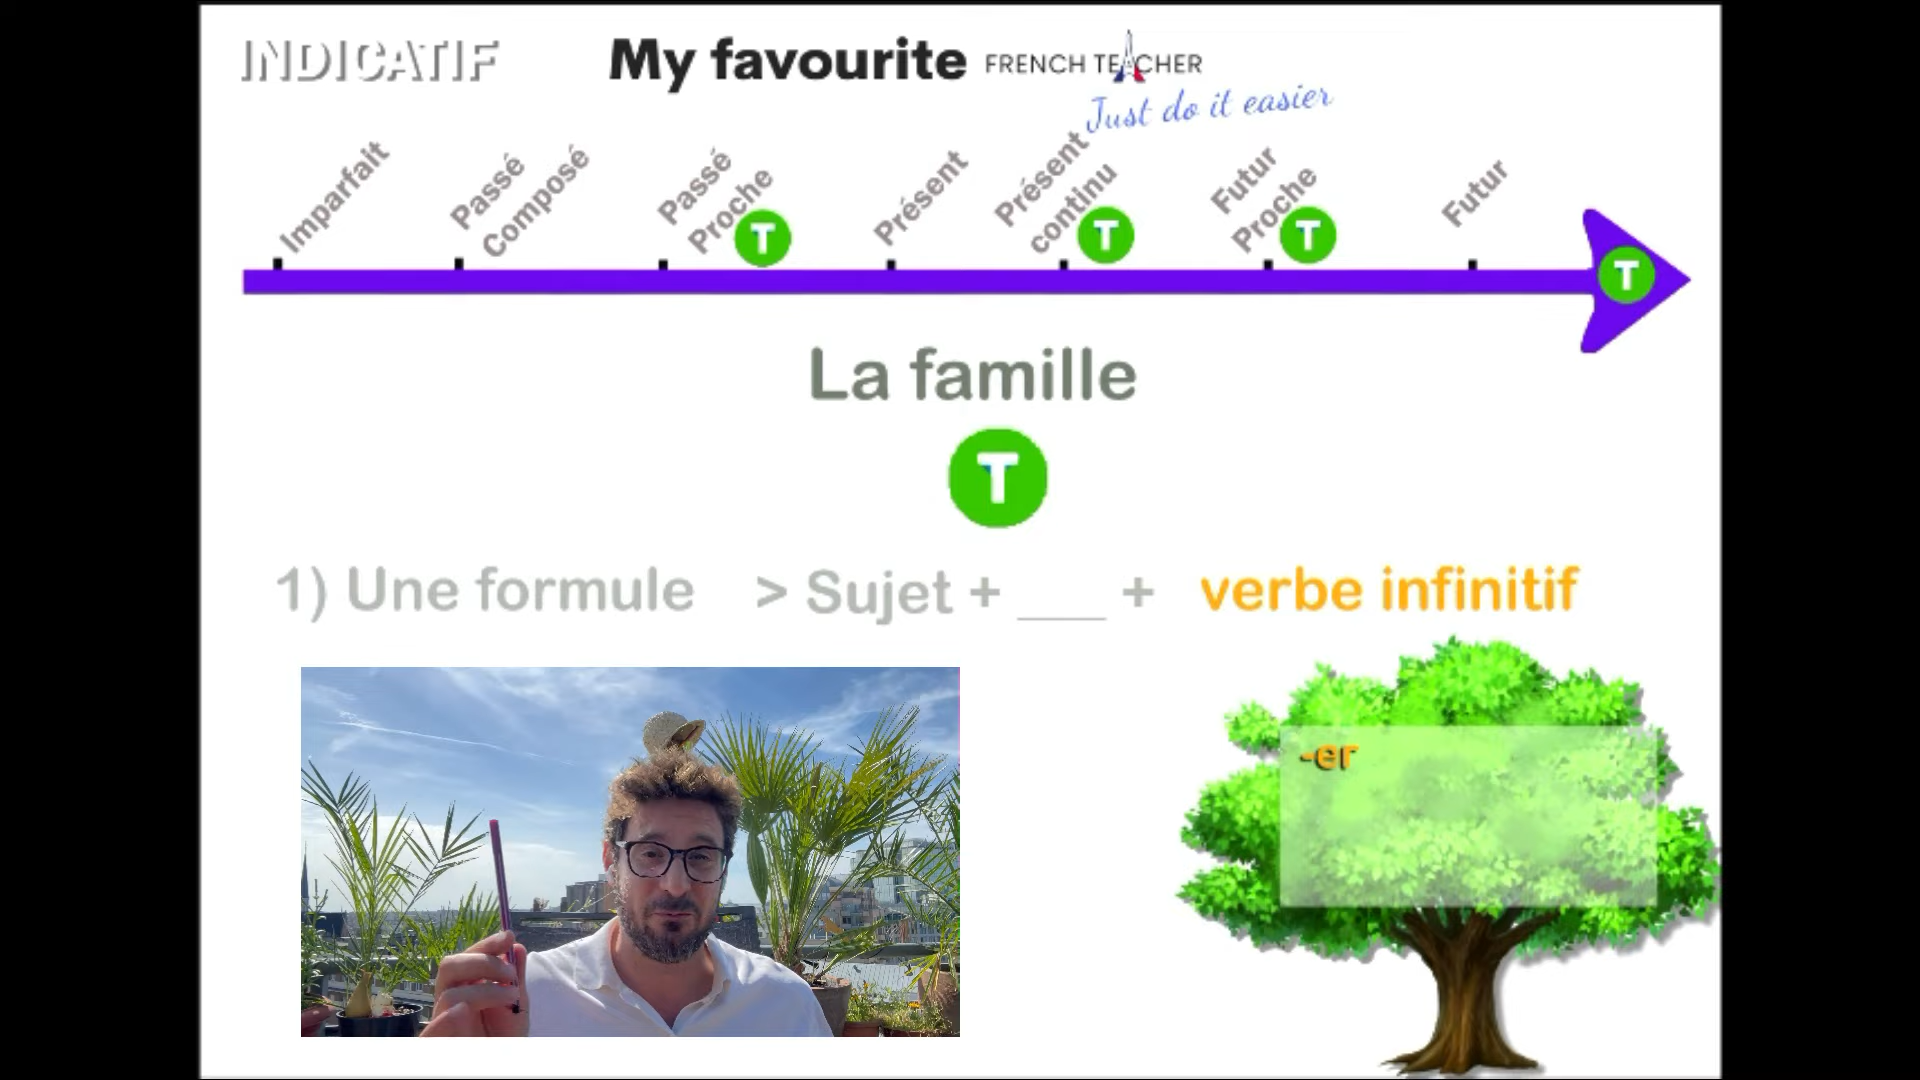 INDICATIF
My favourite FRENCH TEACHER
Just do it easier
Imparfait
Passé
Composé
Passé
Proche
T
Présent
Présent
continu
T
Futur
Proche
T
Futur
T
La famille
T
1) Une formule > Sujet + ___ + verbe infinitif
-er